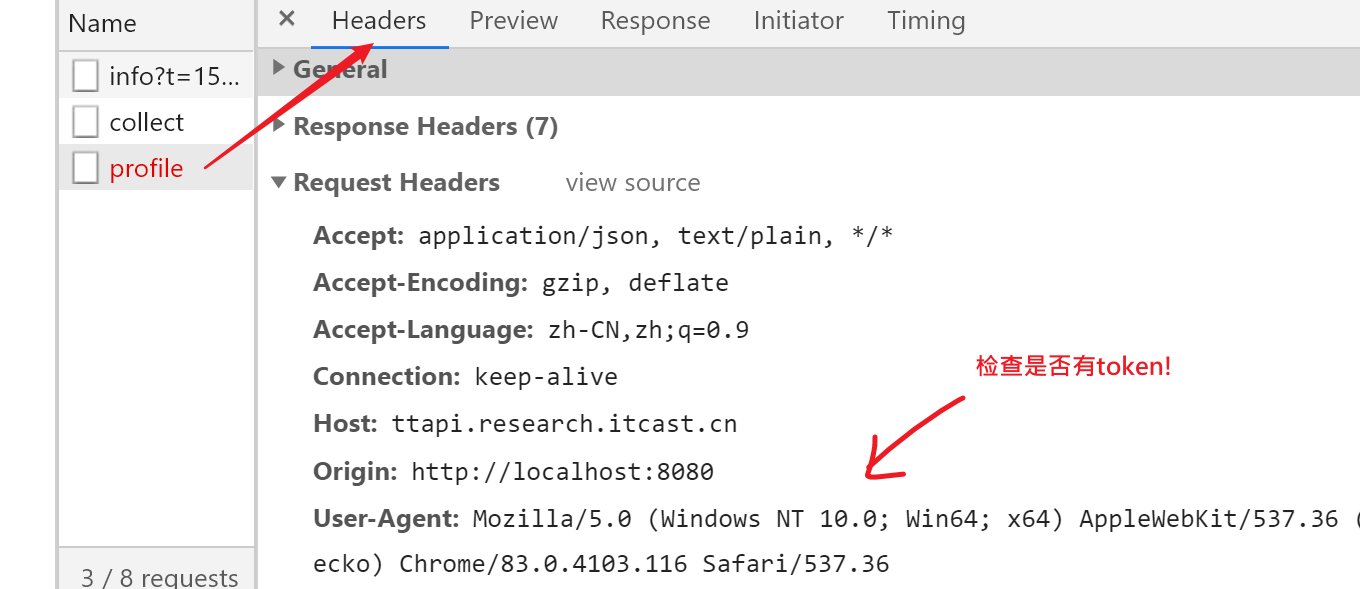 Name
info?t=15...
collect
profile
3 / 8 requests
× Headers Preview Response Initiator Timing
General
Response Headers (7)
Request Headers view source
Accept: application/json, text/plain, */*
Accept-Encoding: gzip, deflate
Accept-Language: zh-CN,zh;q=0.9
Connection: keep-alive
检查是否有token!
Host: ttapi.research.itcast.cn
Origin: http://localhost:8080
User-Agent: Mozilla/5.0 (Windows NT 10.0; Win64; x64) AppleWebKit/537.36 (
ecko) Chrome/83.0.4103.116 Safari/537.36